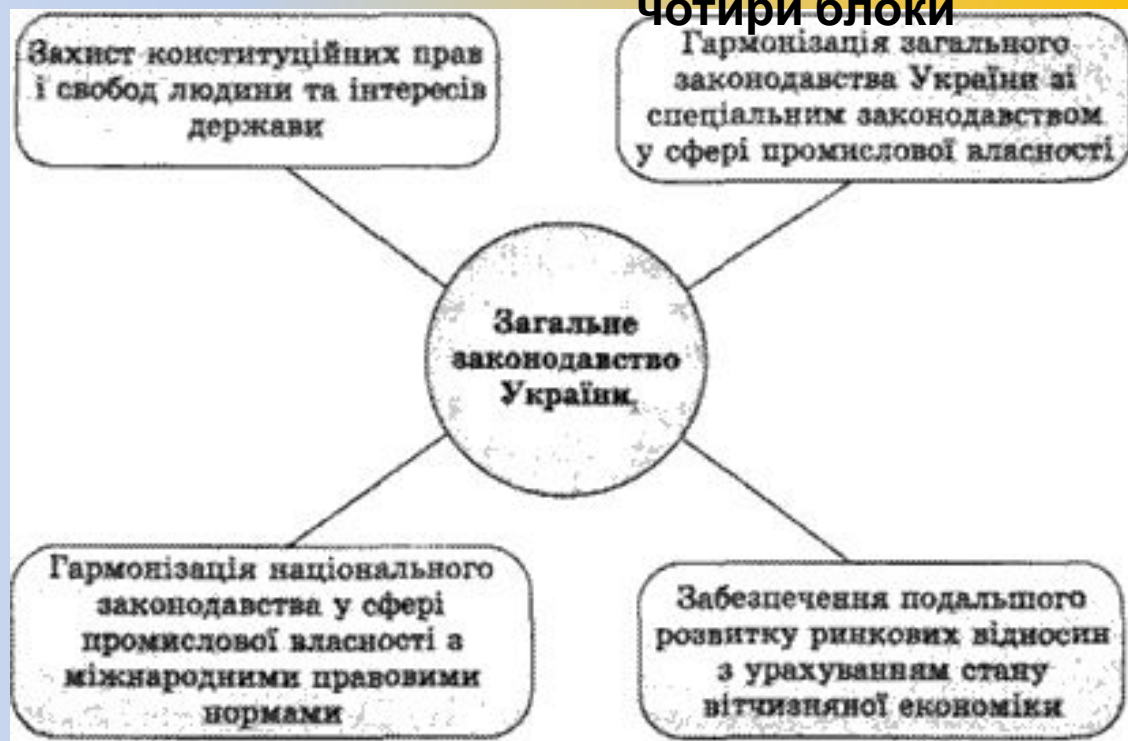 чотири блоки
Захист конституційних прав
і свобод людини та інтересів
держави
Гармонізація загального
законодавства України зі
спеціальним законодавством
у сфері промислової власності
Загальне
законодавство
України
Гармонізація національного
законодавства у сфері
промислової власності з
міжнародними правовими
нормами
Забезпечення подальшого
розвитку ринкових відносин
з урахуванням стану
вітчизняної економіки